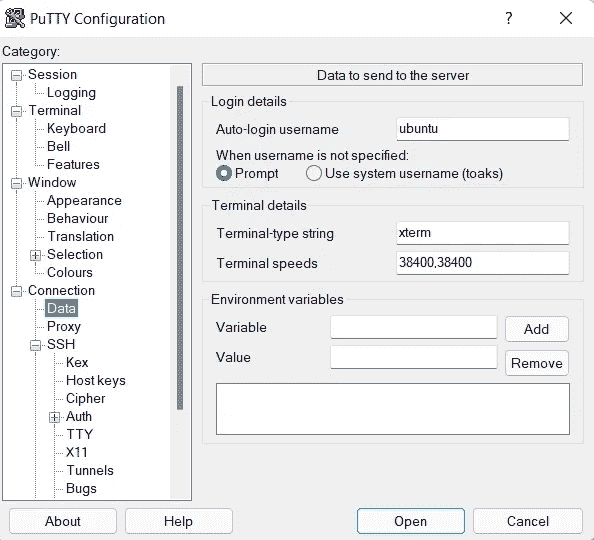 PuTTY Configuration
?
Category:
Session
Logging
Terminal
Keyboard
Bell
Features
Window
Appearance
Behaviour
Translation
Selection
Colours
Connection
Data
Proxy
SSH
Kex
Host keys
Cipher
Auth
TTY
X11
Tunnels
Bugs
Data to send to the server
Login details
Auto-login username ubuntu
When username is not specified:
Prompt Use system username (toaks)
Terminal details
Terminal-type string xterm
Terminal speeds 38400,38400
Environment variables
Variable Add
Value Remove
About Help Open Cancel